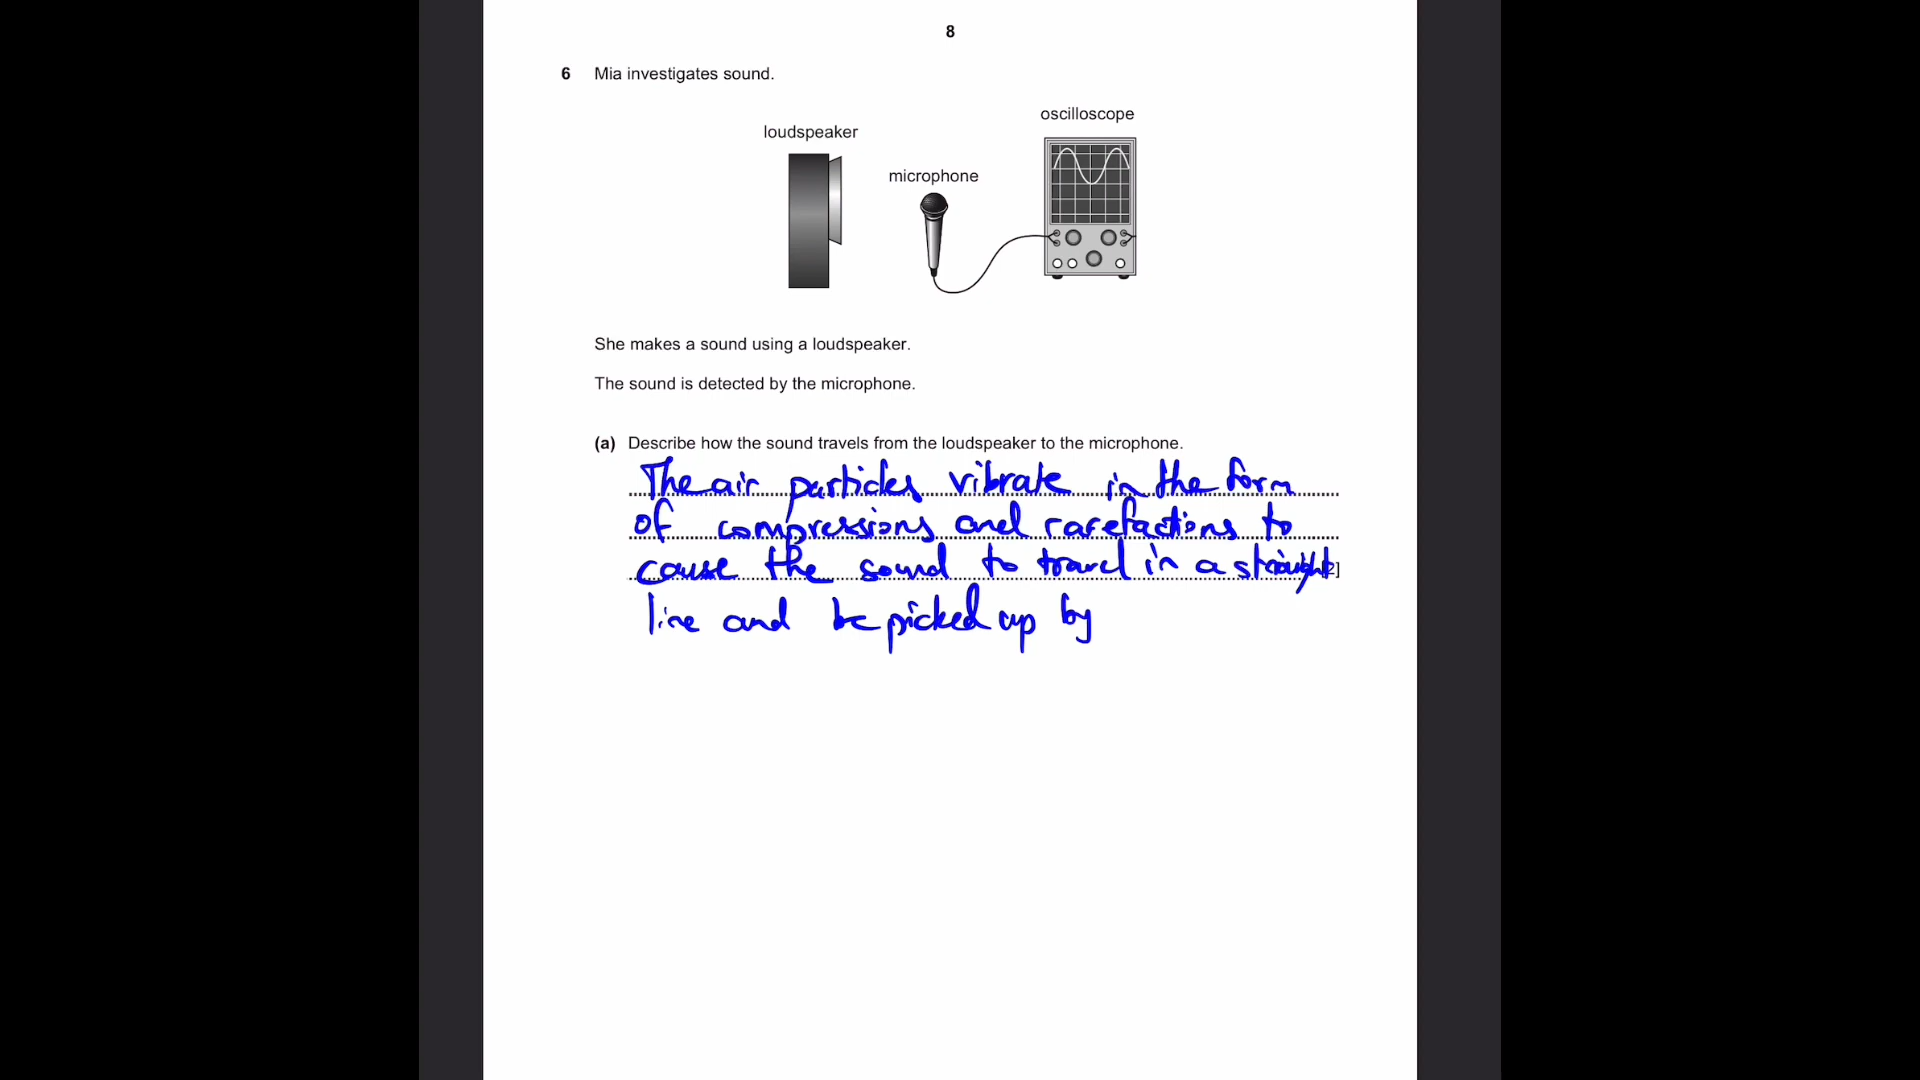 8
6 Mia investigates sound.
oscilloscope
loudspeaker
microphone
She makes a sound using a loudspeaker.
The sound is detected by the microphone.
(a) Describe how the sound travels from the loudspeaker to the microphone.
The air particles vibrate in the form
of compressions and rarefactions to
cause the sound to travel in a straight [2]
line and be picked up by